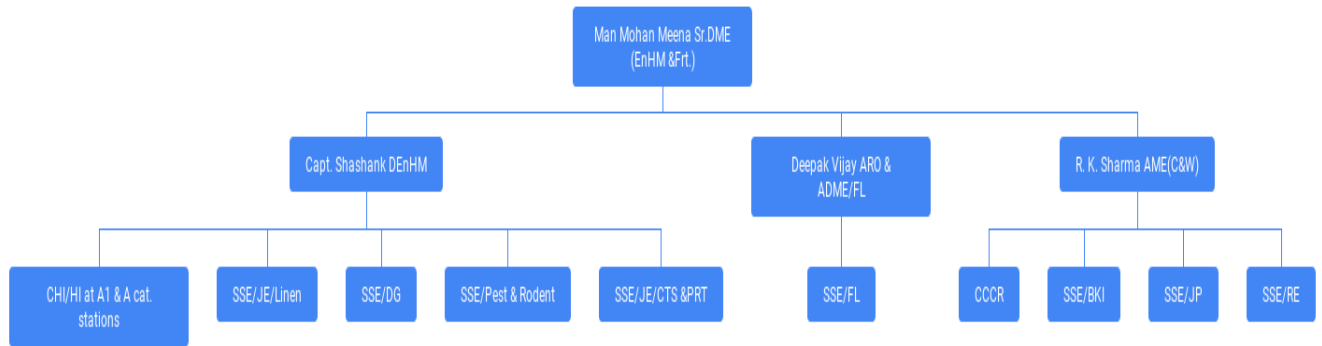 Man Mohan Meena Sr.DME
(EnHM &Frt.)
Capt. Shashank DEnHM
Deepak Vijay ARO &
ADME/FL
R. K. Sharma AME(C&W)
CHI/HI at A1 & A cat.
stations
SSE/JE/Linen
SSE/DG
SSE/Pest & Rodent
SSE/JE/CTS &PRT
SSE/FL
CCCR
SSE/BKI
SSE/JP
SSE/RE